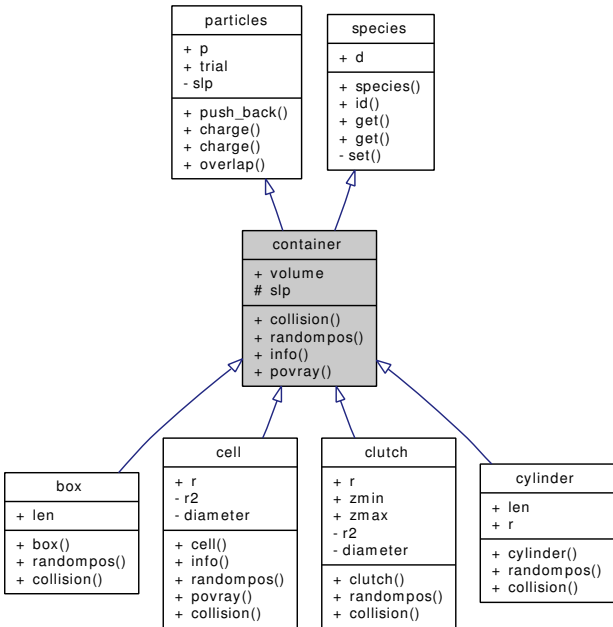 particles
+ p
+ trial
- slp
+ push_back()
+ charge()
+ charge()
+ overlap()
species
+ d
+ species()
+ id()
+ get()
+ get()
- set()
container
+ volume
# slp
+ collision()
+ randompos()
+ info()
+ povray()
box
+ len
+ box()
+ randompos()
+ collision()
cell
+ r
- r2
- diameter
+ cell()
+ info()
+ randompos()
+ povray()
+ collision()
clutch
+ r
+ zmin
+ zmax
- r2
- diameter
+ clutch()
+ randompos()
+ collision()
cylinder
+ len
+ r
+ cylinder()
+ randompos()
+ collision()